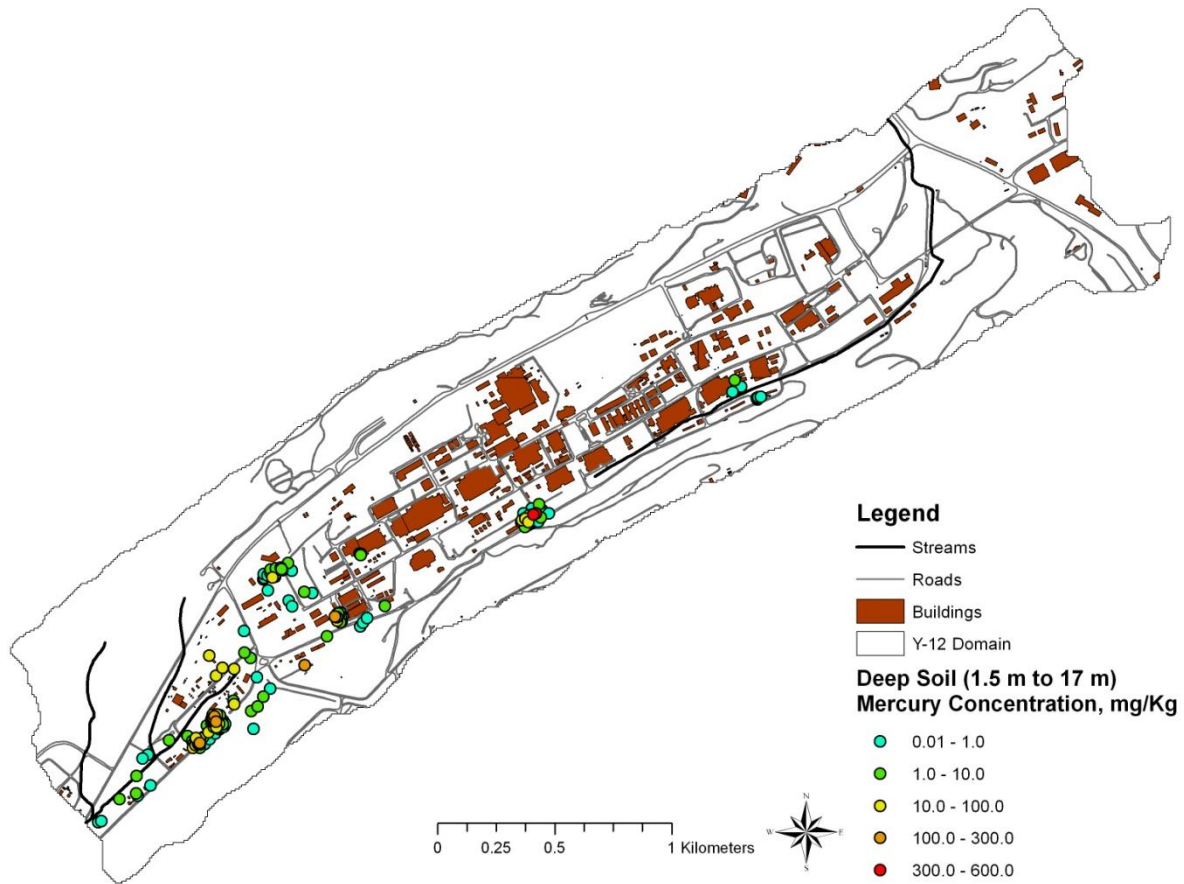 Legend
Streams
Roads
Buildings
Y-12 Domain
Deep Soil (1.5 m to 17 m)
Mercury Concentration, mg/Kg
0.01 - 1.0
1.0 - 10.0
10.0 - 100.0
100.0 - 300.0
300.0 - 600.0
0 0.25 0.5 1 Kilometers
N
W E
S